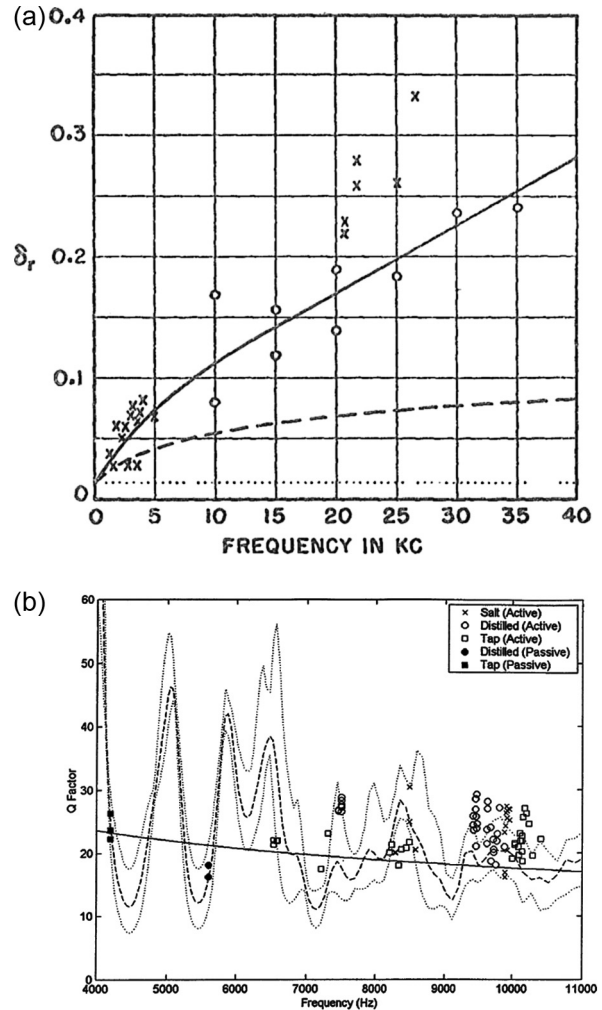 (a)
0.4
0.3
0.2
0.1
0
δr
0 5 10 15 20 25 30 35 40
FREQUENCY IN KC
(b)
60
50
40
30
20
10
0
Q Factor
4000 5000 6000 7000 8000 9000 10000 11000
Frequency (Hz)
Salt (Active)
Distilled (Active)
Tap (Active)
Distilled (Passive)
Tap (Passive)